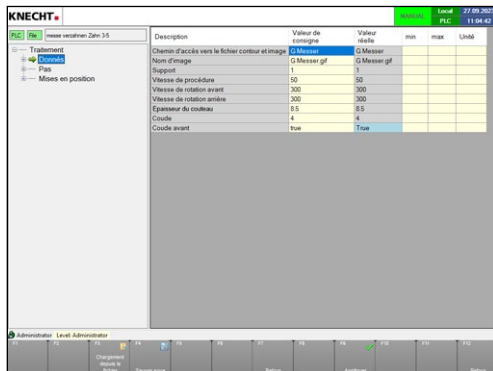 KNECHT.
MANUAL
Local
PLC
27.09.202
11:04:42
PLC File messe verzahnen Zahn 3-5
Traitement
Donnés
Pas
Mises en position
Description Valeur de consigne Valeur réelle min max Unité
Chemin d'accès vers le fichier contour et image G Messer G Messer
Nom d'image G Messer.gif G Messer.gif
Support 1 1
Vitesse de procédure 50 50
Vitesse de rotation avant 300 300
Vitesse de rotation arrière 300 300
Epaisseur du couteau 8.5 8.5
Coude 4 4
Coude avant true True
Administrator Level: Administrator
F1 F2 F3 F4 F5 F6 F7 F8 F9 F10 F11 F12
Chargement
depuis le
fichier
Retour
Retour